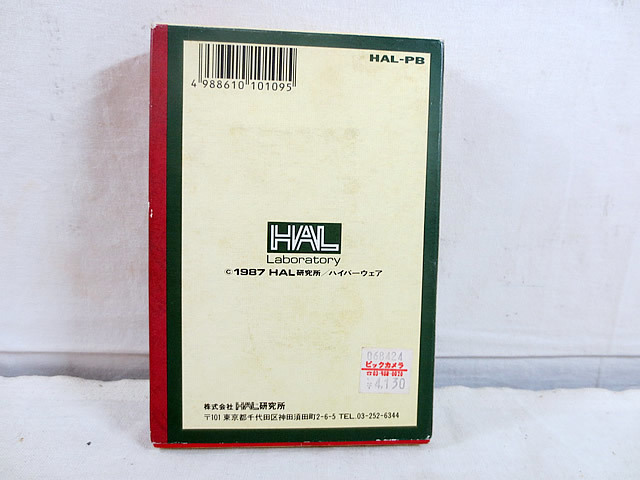 HAL-PB
4 988610 101095
HAL
Laboratory
© 1987 HAL研究所/ハイパーウェア
068424
ビックカメラ
¥4,130
株式会社 HAL研究所
〒101 東京都千代田区神田須田町2-6-5 TEL.03-252-6344